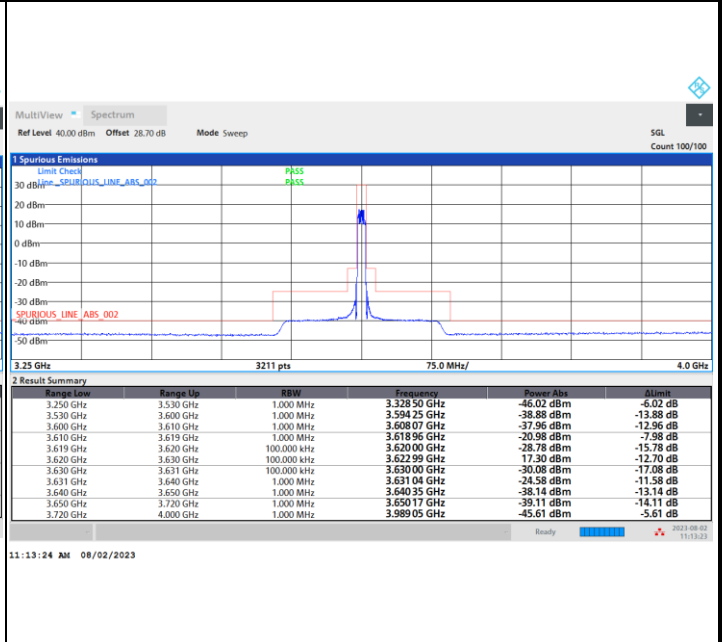 MultiView Spectrum
Ref Level 40.00 dBm Offset 28.70 dB Mode Sweep SGL
Count 100/100
1 Spurious Emissions
Limit Check PASS
Line _SPURIOUS_LINE_ABS_002 PASS
30 dBm
20 dBm
10 dBm
0 dBm
-10 dBm
-20 dBm
-30 dBm
SPURIOUS_LINE_ABS_002
-40 dBm
-50 dBm
3.25 GHz 3211 pts 75.0 MHz/ 4.0 GHz
2 Result Summary
Range Low Range Up RBW Frequency Power Abs ΔLimit
3.250 GHz 3.530 GHz 1.000 MHz 3.328 50 GHz -46.02 dBm -6.02 dB
3.530 GHz 3.600 GHz 1.000 MHz 3.594 25 GHz -38.88 dBm -13.88 dB
3.600 GHz 3.610 GHz 1.000 MHz 3.608 07 GHz -37.96 dBm -12.96 dB
3.610 GHz 3.619 GHz 1.000 MHz 3.618 96 GHz -20.98 dBm -7.98 dB
3.619 GHz 3.620 GHz 100.000 kHz 3.620 00 GHz -28.78 dBm -15.78 dB
3.620 GHz 3.630 GHz 100.000 kHz 3.622 99 GHz 17.30 dBm -12.70 dB
3.630 GHz 3.631 GHz 100.000 kHz 3.630 00 GHz -30.08 dBm -17.08 dB
3.631 GHz 3.640 GHz 1.000 MHz 3.631 04 GHz -24.58 dBm -11.58 dB
3.640 GHz 3.650 GHz 1.000 MHz 3.640 35 GHz -38.14 dBm -13.14 dB
3.650 GHz 3.720 GHz 1.000 MHz 3.650 17 GHz -39.11 dBm -14.11 dB
3.720 GHz 4.000 GHz 1.000 MHz 3.989 05 GHz -45.61 dBm -5.61 dB
Ready 2023-08-02
11:13:23
11:13:24 AM 08/02/2023